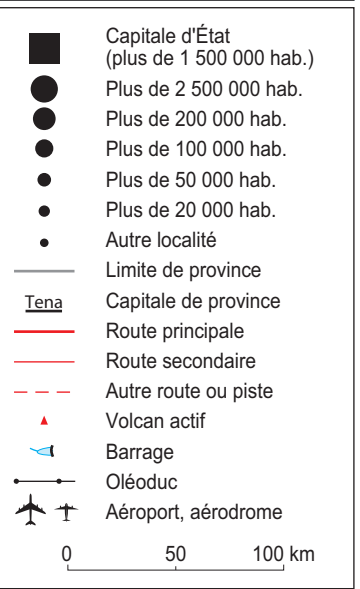 Capitale d'État
(plus de 1 500 000 hab.)
Plus de 2 500 000 hab.
Plus de 200 000 hab.
Plus de 100 000 hab.
Plus de 50 000 hab.
Plus de 20 000 hab.
Autre localité
Limite de province
Tena Capitale de province
Route principale
Route secondaire
Autre route ou piste
Volcan actif
Barrage
Oléoduc
Aéroport, aérodrome
0 50 100 km